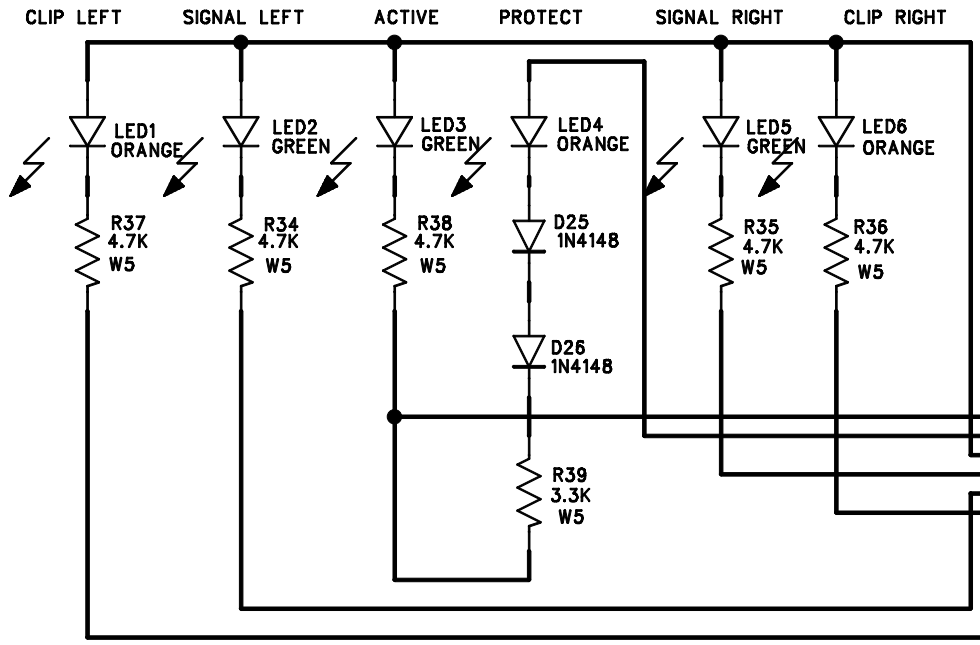 CLIP LEFT
SIGNAL LEFT
ACTIVE
PROTECT
SIGNAL RIGHT
CLIP RIGHT
LED1
ORANGE
LED2
GREEN
LED3
GREEN
LED4
ORANGE
LED5
GREEN
LED6
ORANGE
R37
4.7K
W5
R34
4.7K
W5
R38
4.7K
W5
D25
1N4148
R35
4.7K
W5
R36
4.7K
W5
D26
1N4148
R39
3.3K
W5